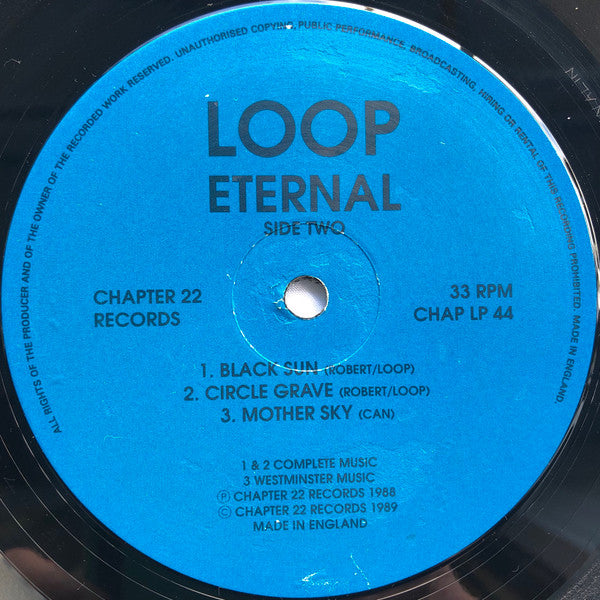 ALL RIGHTS OF THE PRODUCER AND OF THE OWNER OF THE RECORDED WORK RESERVED. UNAUTHORISED COPYING, PUBLIC PERFORMANCE, BROADCASTING, HIRING OR RENTAL OF THIS RECORDING PROHIBITED. MADE IN ENGLAND.
LOOP
ETERNAL
SIDE TWO
CHAPTER 22
RECORDS
33 RPM
CHAP LP 44
1. BLACK SUN (ROBERT/LOOP)
2. CIRCLE GRAVE (ROBERT/LOOP)
3. MOTHER SKY (CAN)
1 & 2 COMPLETE MUSIC
3 WESTMINSTER MUSIC
℗ CHAPTER 22 RECORDS 1988
© CHAPTER 22 RECORDS 1989
MADE IN ENGLAND